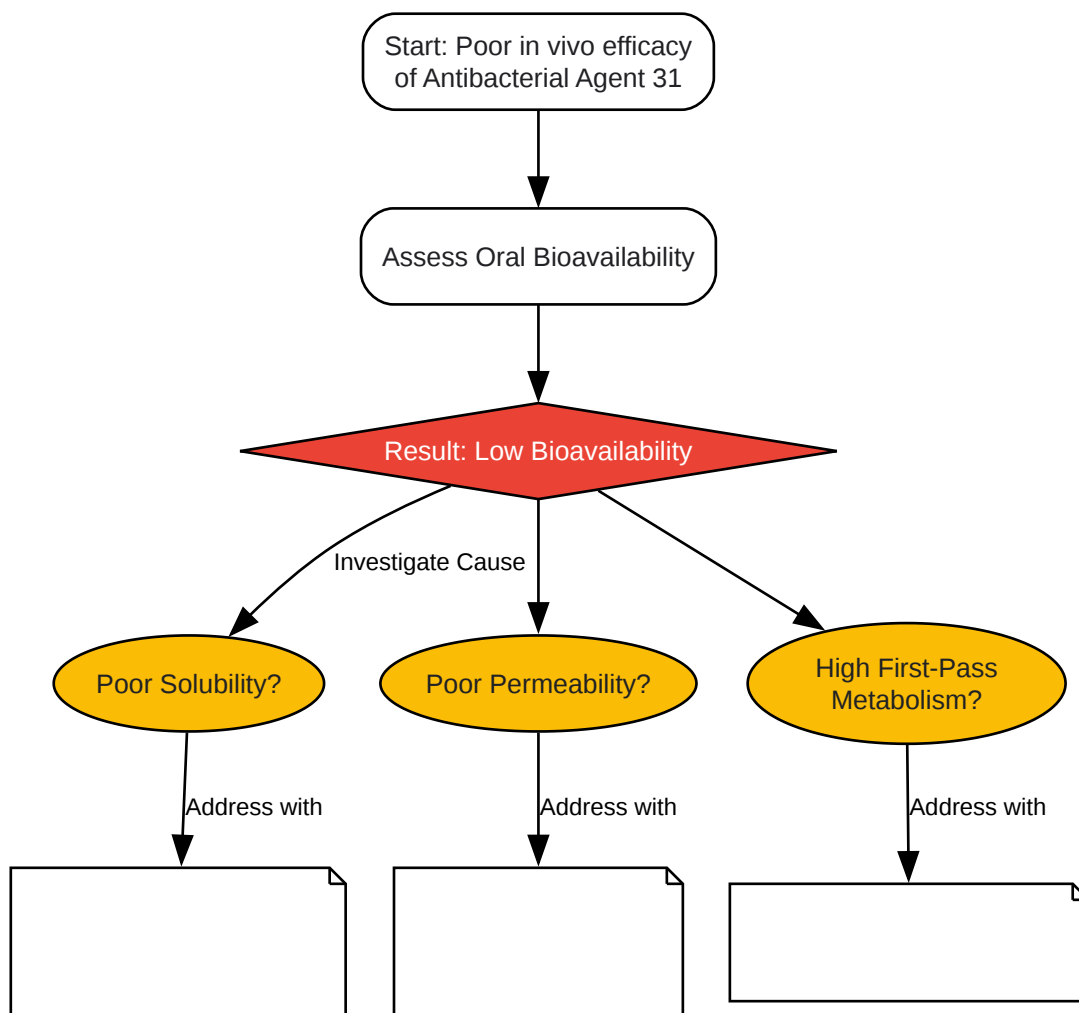 Start: Poor in vivo efficacy
of Antibacterial Agent 31
Assess Oral Bioavailability
Result: Low Bioavailability
Investigate Cause
Poor Solubility?
Poor Permeability?
High First-Pass
Metabolism?
Address with
Address with
Address with